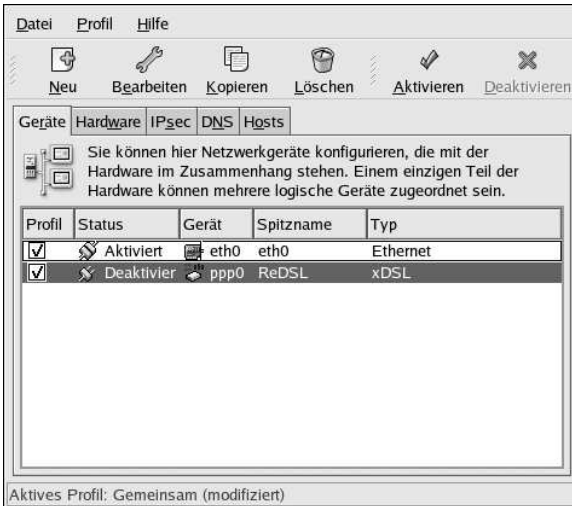 Datei Profil Hilfe
Neu Bearbeiten Kopieren Löschen Aktivieren Deaktivieren
Geräte Hardware IPsec DNS Hosts
Sie können hier Netzwerkgeräte konfigurieren, die mit der
Hardware im Zusammenhang stehen. Einem einzigen Teil der
Hardware können mehrere logische Geräte zugeordnet sein.
Profil Status Gerät Spitzname Typ
Aktiviert eth0 eth0 Ethernet
Deaktivier ppp0 ReDSL xDSL
Aktives Profil: Gemeinsam (modifiziert)